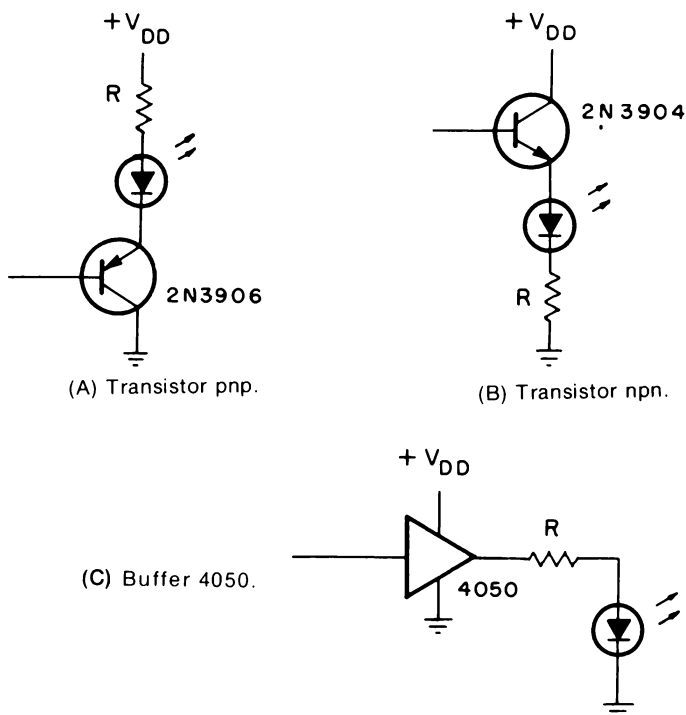 +V DD
R
2N3906
(A) Transistor pnp.
+V DD
2N3904
R
(B) Transistor npn.
+ V DD
R
4050
(C) Buffer 4050.